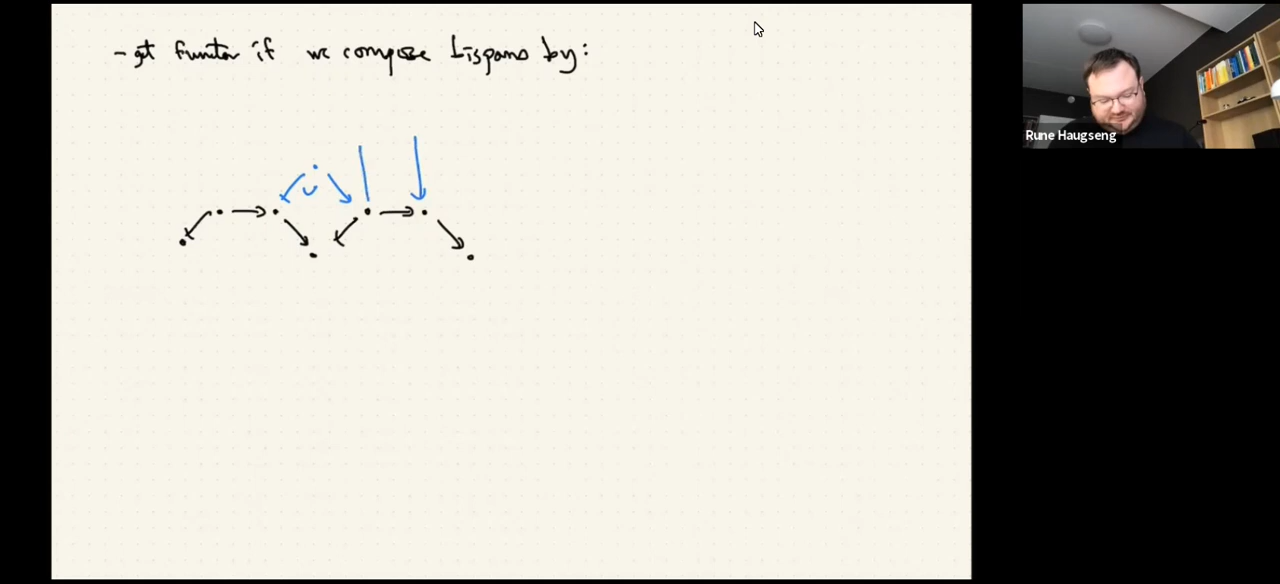 - get functor if we compose bispans by:
Rune Haugseng